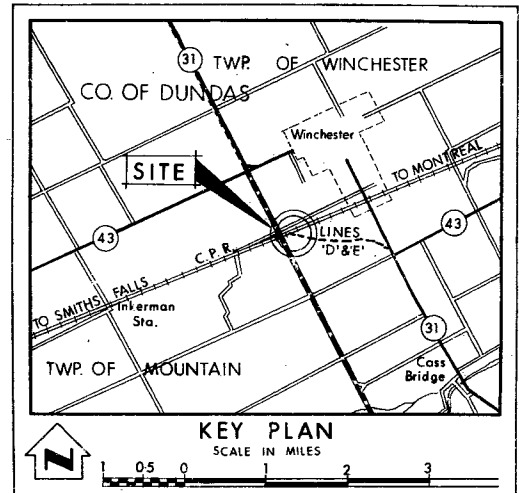 31 TWP. OF WINCHESTER
CO. OF DUNDAS
Winchester
SITE
TO MONTREAL
43
LINES
'D'&'E'
43
C.P.R.
TO SMITHS FALLS
Inkerman
Sta.
31
TWP. OF MOUNTAIN
Cass
Bridge
KEY PLAN
SCALE IN MILES
N
1 0·5 0 1 2 3